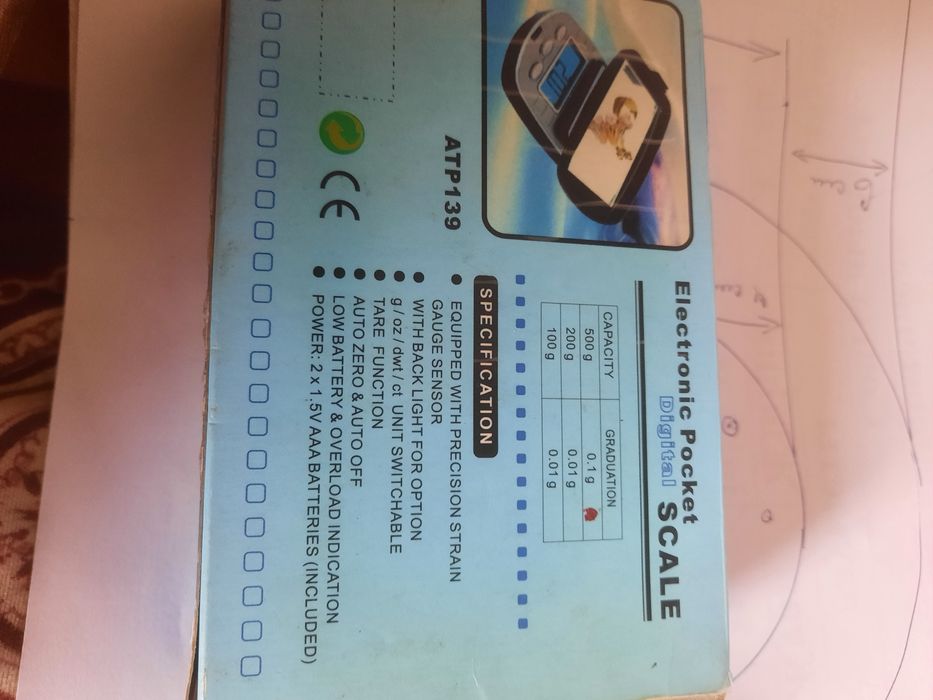 Electronic Pocket
Digital SCALE
CAPACITY GRADUATION
500 g 0.1 g
200 g 0.01 g
100 g 0.01 g
ATP139
CE
SPECIFICATION
● EQUIPPED WITH PRECISION STRAIN
GAUGE SENSOR
● WITH BACK LIGHT FOR OPTION
● g / oz / dwt / ct UNIT SWITCHABLE
● TARE FUNCTION
● AUTO ZERO & AUTO OFF
● LOW BATTERY & OVERLOAD INDICATION
● POWER: 2 x 1.5V AAA BATTERIES (INCLUDED)